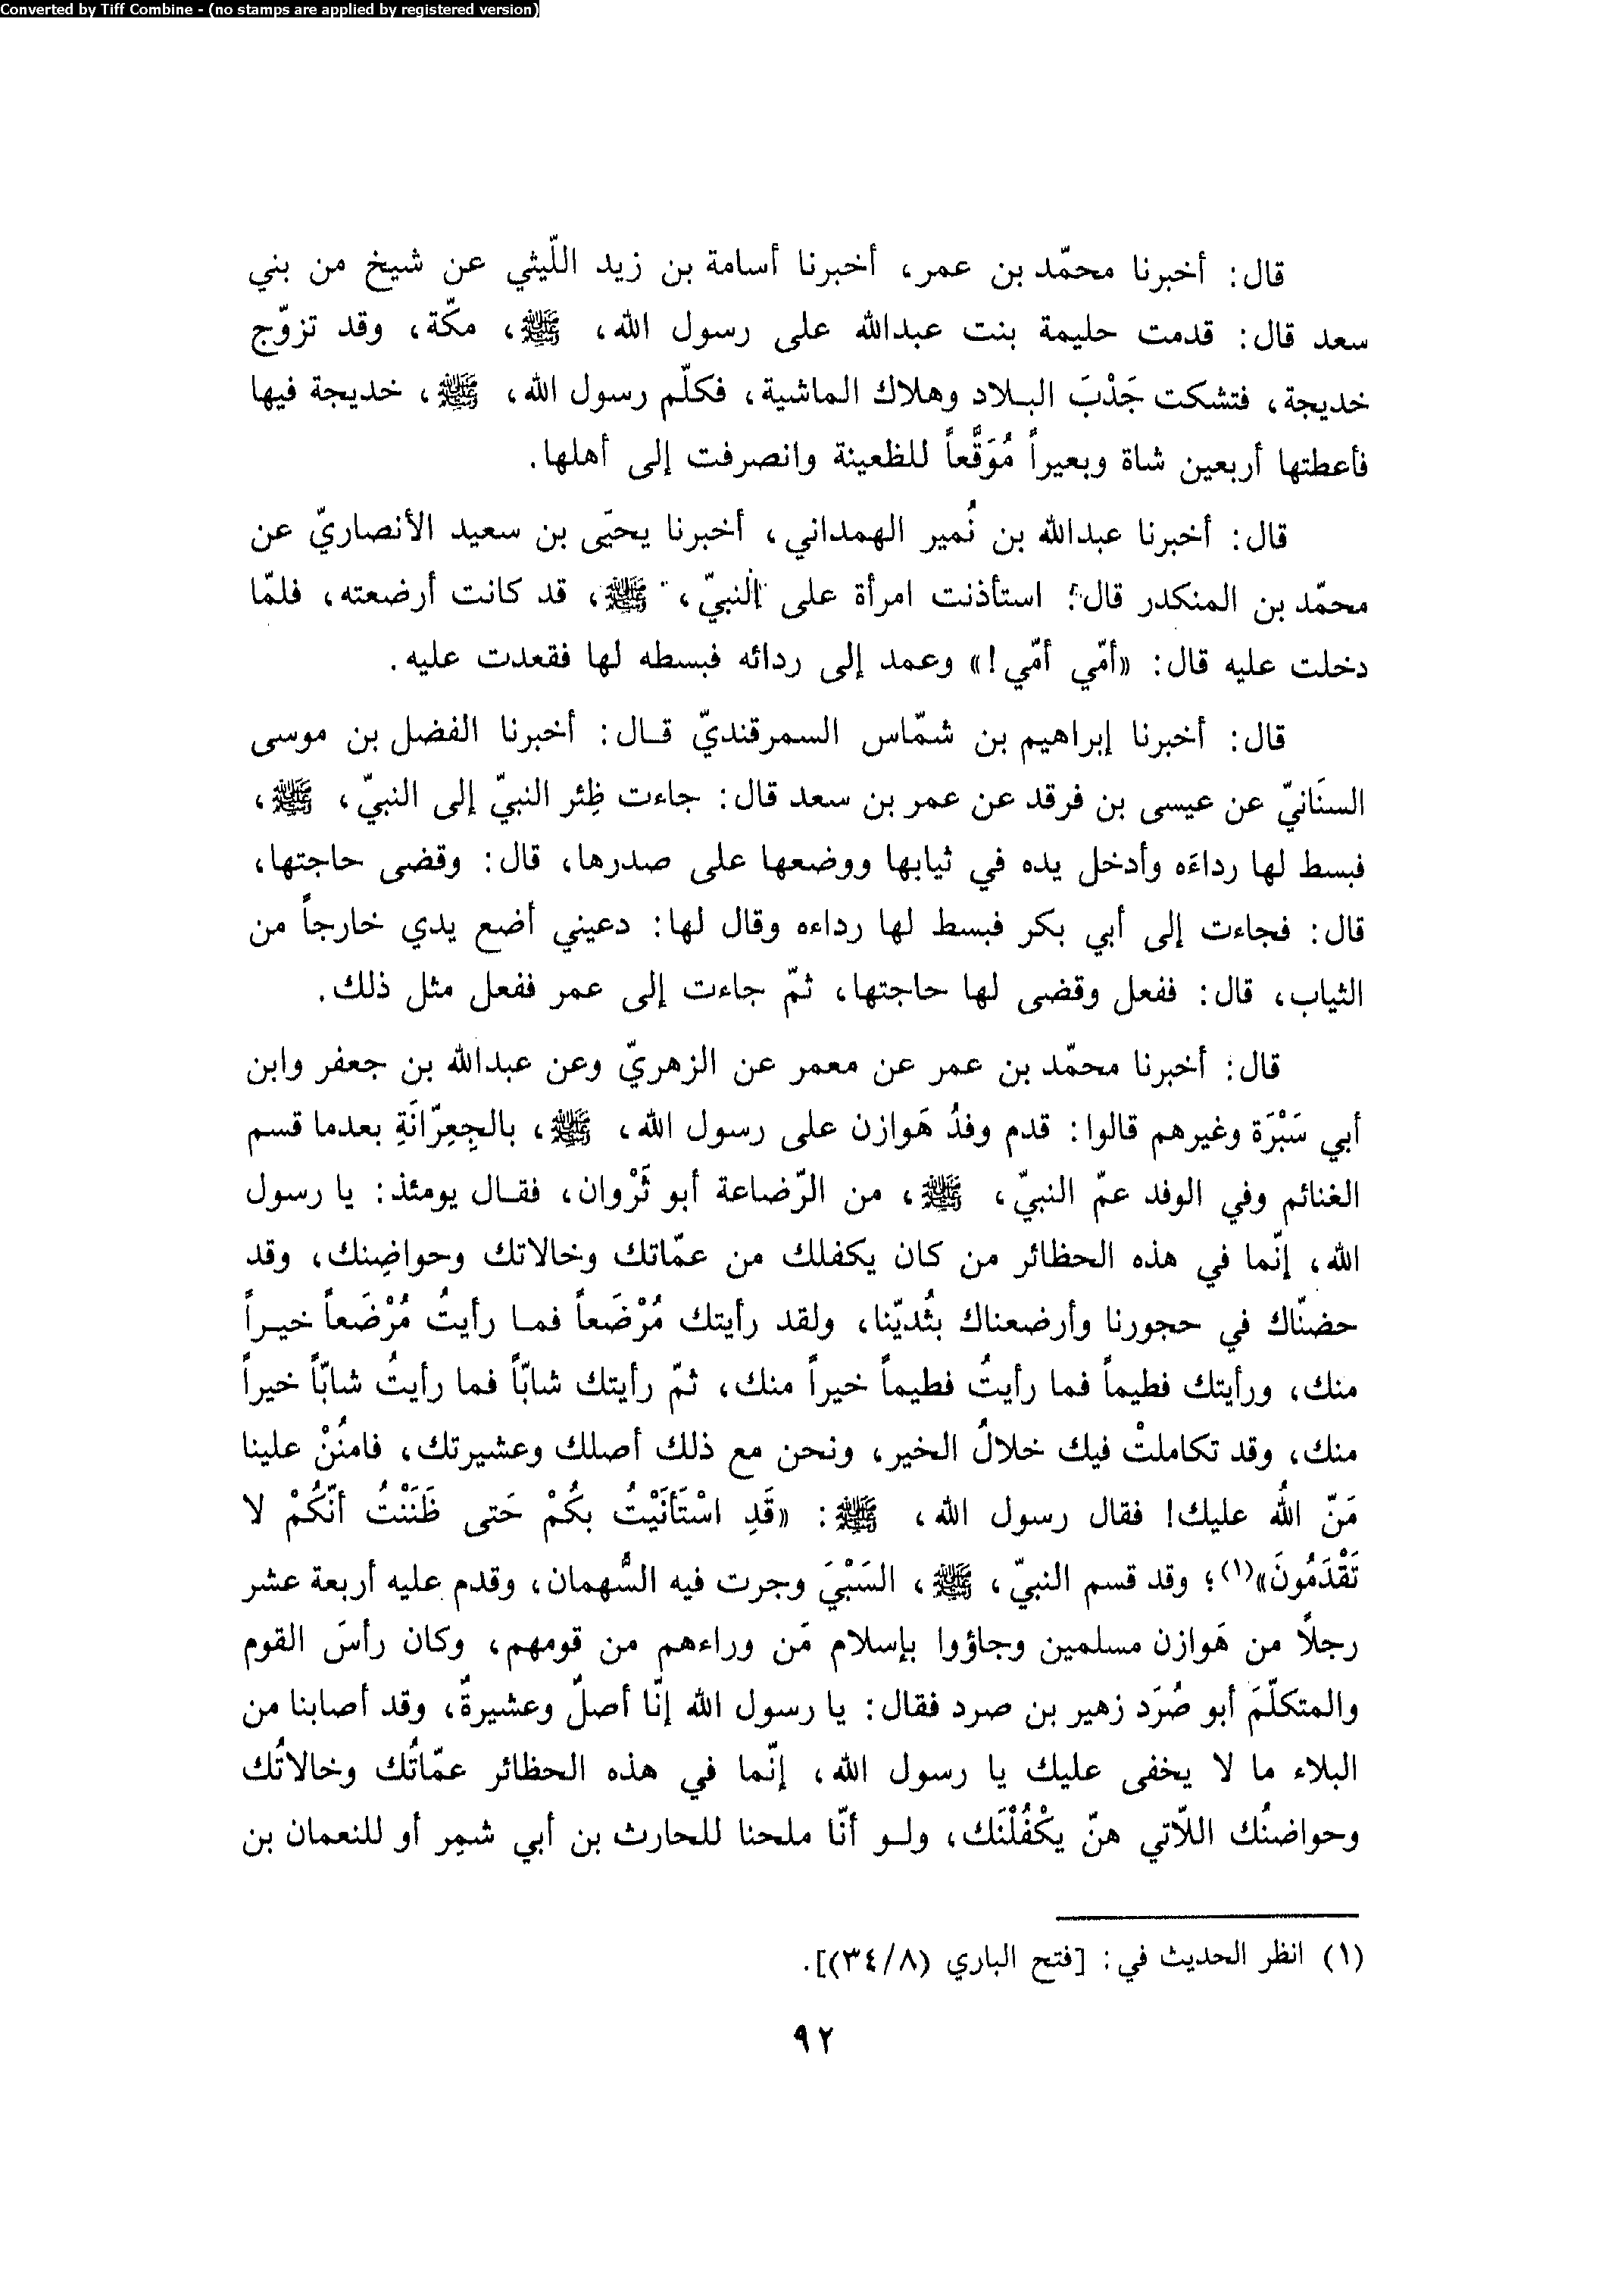 Converted by Tiff Combine - (no stamps are applied by registered version)
قال: أخبرنا محمّد بن عمر، أخبرنا أسامة بن زيد اللّيثي عن شيخ من بني
سعد قال: قدمت حليمة بنت عبدالله على رسول الله، ﷺ، مكّة، وقد تزوّج
خديجة، فتشكت جَدْبَ البلاد وهلاك الماشية، فكلّم رسول الله، ﷺ، خديجة فيها
فأعطتها أربعين شاة وبعيراً مُوَقَّعاً للظعينة وانصرفت إلى أهلها.
قال: أخبرنا عبدالله بن نُمير الهمداني، أخبرنا يحيَى بن سعيد الأنصاريّ عن
محمّد بن المنكدر قال: استأذنت امرأة على النبيّ، ﷺ، قد كانت أرضعته، فلمّا
دخلت عليه قال: «أمّي أمّي!» وعمد إلى ردائه فبسطه لها فقعدت عليه.
قال: أخبرنا إبراهيم بن شمّاس السمرقنديّ قال: أخبرنا الفضل بن موسى
السنَانيّ عن عيسى بن فرقد عن عمر بن سعد قال: جاءت ظِئر النبيّ إلى النبيّ، ﷺ،
فبسط لها رداءَه وأدخل يده في ثيابها ووضعها على صدرها، قال: وقضى حاجتها،
قال: فجاءت إلى أبي بكر فبسط لها رداءه وقال لها: دعيني أضع يدي خارجاً من
الثياب، قال: ففعل وقضى لها حاجتها، ثمّ جاءت إلى عمر ففعل مثل ذلك.
قال: أخبرنا محمّد بن عمر عن معمر عن الزهريّ وعن عبدالله بن جعفر وابن
أبي سَبْرَة وغيرهم قالوا: قدم وفدُ هَوازن على رسول الله، ﷺ، بالجِعِرّانَةِ بعدما قسم
الغنائم وفي الوفد عمّ النبيّ، ﷺ، من الرّضاعة أبو ثَرْوان، فقال يومئذ: يا رسول
الله، إنّما في هذه الحظائر من كان يكفلك من عمّاتك وخالاتك وحواضِنك، وقد
حضنّاك في حجورنا وأرضعناك بثُديّنا، ولقد رأيتك مُرْضَعاً فما رأيتُ مُرْضَعاً خيراً
منك، ورأيتك فطيماً فما رأيتُ فطيماً خيراً منك، ثمّ رأيتك شابّاً فما رأيتُ شابّاً خيراً
منك، وقد تكاملتْ فيك خلالُ الخير، ونحن مع ذلك أصلك وعشيرتك، فامنُنْ علينا
مَنّ اللهُ عليك! فقال رسول الله، ﷺ: «قَدِ اسْتَأنَيْتُ بكُمْ حَتى ظَنَنْتُ أنّكُمْ لا
تَقْدَمُونَ»(١)؛ وقد قسم النبيّ، ﷺ، السَبْيَ وجرت فيه السُّهمان، وقدم عليه أربعة عشر
رجلًا من هَوازن مسلمين وجاؤوا بإسلام مَن وراءهم من قومهم، وكان رأسَ القوم
والمتكلّمَ أبو صُرَد زهير بن صرد فقال: يا رسول الله إنّا أصلٌ وعشيرةٌ، وقد أصابنا من
البلاء ما لا يخفى عليك يا رسول الله، إنّما في هذه الحظائر عمّاتُك وخالاتُك
وحواضنُك اللّاتي هنّ يكْفُلْنَك، ولو أنّا ملحنا للحارث بن أبي شمِر أو للنعمان بن
(١) انظر الحديث في: [فتح الباري (٣٤/٨)].
٩٢